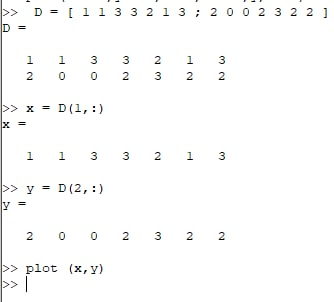 >> D = [ 1 1 3 3 2 1 3 ; 2 0 0 2 3 2 2 ]
D =
1 1 3 3 2 1 3
2 0 0 2 3 2 2
>> x = D(1,:)
x =
1 1 3 3 2 1 3
>> y = D(2,:)
y =
2 0 0 2 3 2 2
>> plot (x,y)
>>